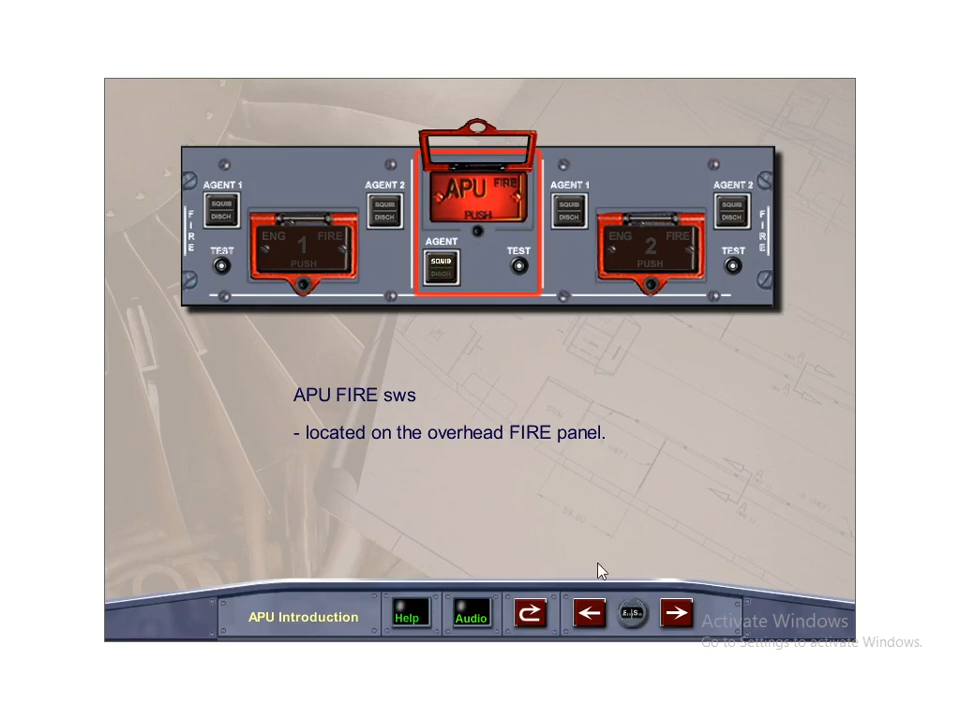 AGENT 1
SQUIB
DISCH
AGENT 2
SQUIB
DISCH
APU FIRE
PUSH
AGENT 1
SQUIB
DISCH
AGENT 2
SQUIB
DISCH
FIRE
TEST
ENG 1 FIRE
PUSH
AGENT
SQUIB
DISCH
TEST
ENG 2 FIRE
PUSH
TEST
FIRE
APU FIRE sws
- located on the overhead FIRE panel.
APU Introduction
Help
Audio
Activate Windows
Go to Settings to activate Windows.